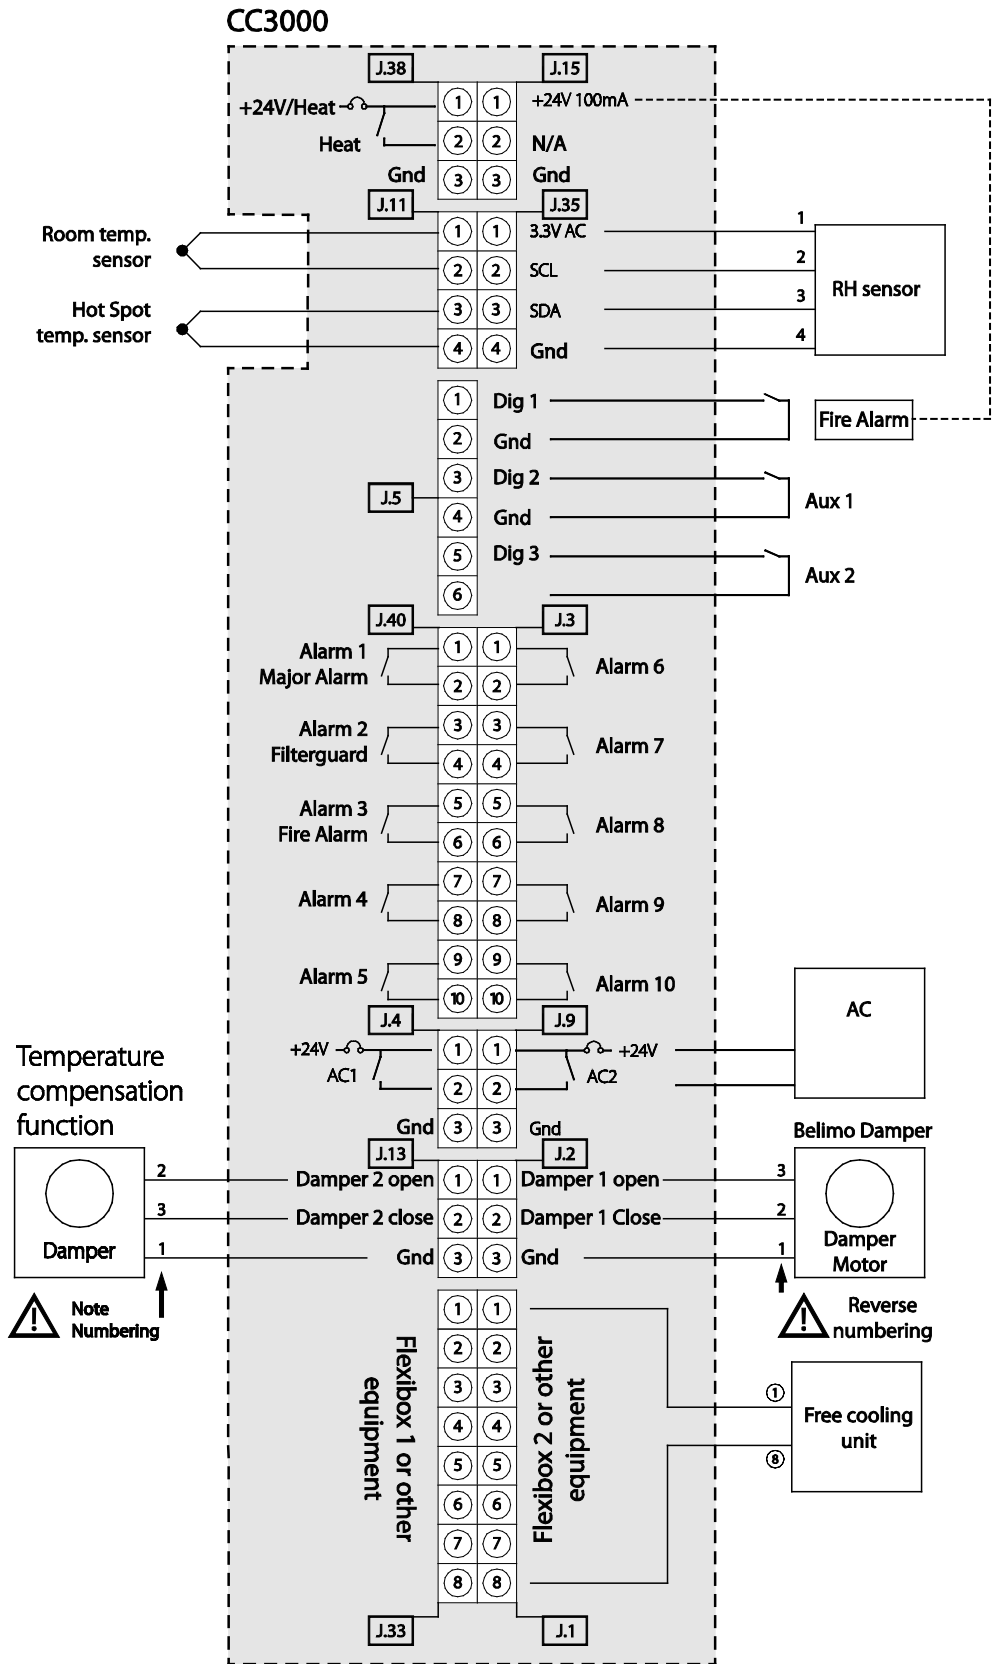 CC3000
J.38
J.15
+24V/Heat
1
1
+24V 100mA
Heat
2
2
N/A
Gnd
3
3
Gnd
J.11
J.35
Room temp.
sensor
1
1
3.3V AC
1
2
2
SCL
2
RH sensor
Hot Spot
temp. sensor
3
3
SDA
3
4
4
Gnd
4
1
Dig 1
Fire Alarm
2
Gnd
3
Dig 2
J.5
Aux 1
4
Gnd
5
Dig 3
Aux 2
6
J.40
J.3
Alarm 1
Major Alarm
1
1
Alarm 6
2
2
Alarm 2
Filterguard
3
3
Alarm 7
4
4
Alarm 3
Fire Alarm
5
5
Alarm 8
6
6
Alarm 4
7
7
Alarm 9
8
8
Alarm 5
9
9
Alarm 10
10
10
J.4
J.9
AC
+24V
1
1
+24V
AC1
2
2
AC2
Gnd
3
3
Gnd
Temperature
compensation
function
J.13
J.2
Belimo Damper
2
Damper 2 open
1
1
Damper 1 open
3
3
Damper 2 close
2
2
Damper 1 Close
2
Damper
1
Gnd
3
3
Gnd
1
Damper
Motor
!
Note
Numbering
!
Reverse
numbering
1
1
2
2
3
3
4
4
5
5
6
6
7
7
8
8
Flexibox 1 or other
equipment
Flexibox 2 or other
equipment
1
Free cooling
unit
8
J.33
J.1